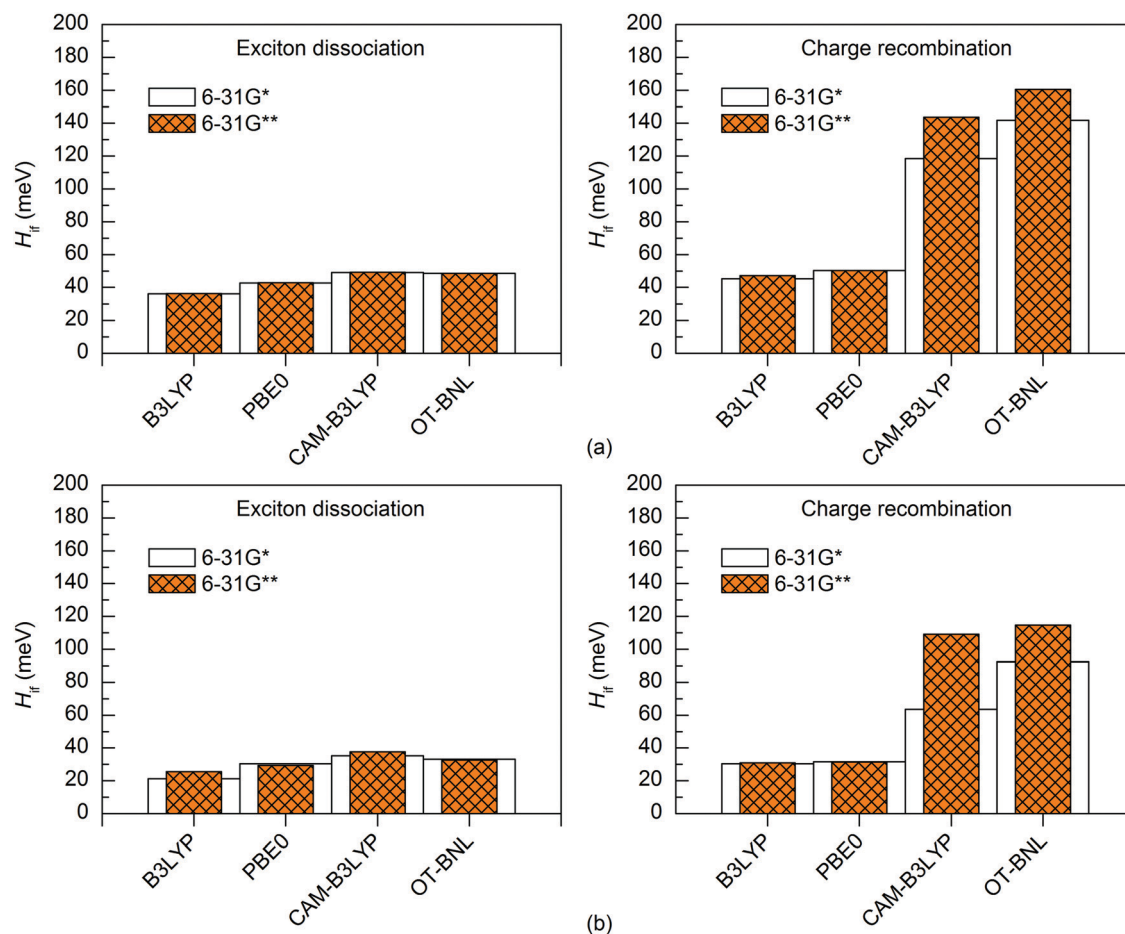 200
180
160
140
120
100
80
60
40
20
0
H_if (meV)
Exciton dissociation
6-31G*
6-31G**
B3LYP
PBE0
CAM-B3LYP
OT-BNL
200
180
160
140
120
100
80
60
40
20
0
H_if (meV)
Charge recombination
6-31G*
6-31G**
B3LYP
PBE0
CAM-B3LYP
OT-BNL
(a)
200
180
160
140
120
100
80
60
40
20
0
H_if (meV)
Exciton dissociation
6-31G*
6-31G**
B3LYP
PBE0
CAM-B3LYP
OT-BNL
200
180
160
140
120
100
80
60
40
20
0
H_if (meV)
Charge recombination
6-31G*
6-31G**
B3LYP
PBE0
CAM-B3LYP
OT-BNL
(b)